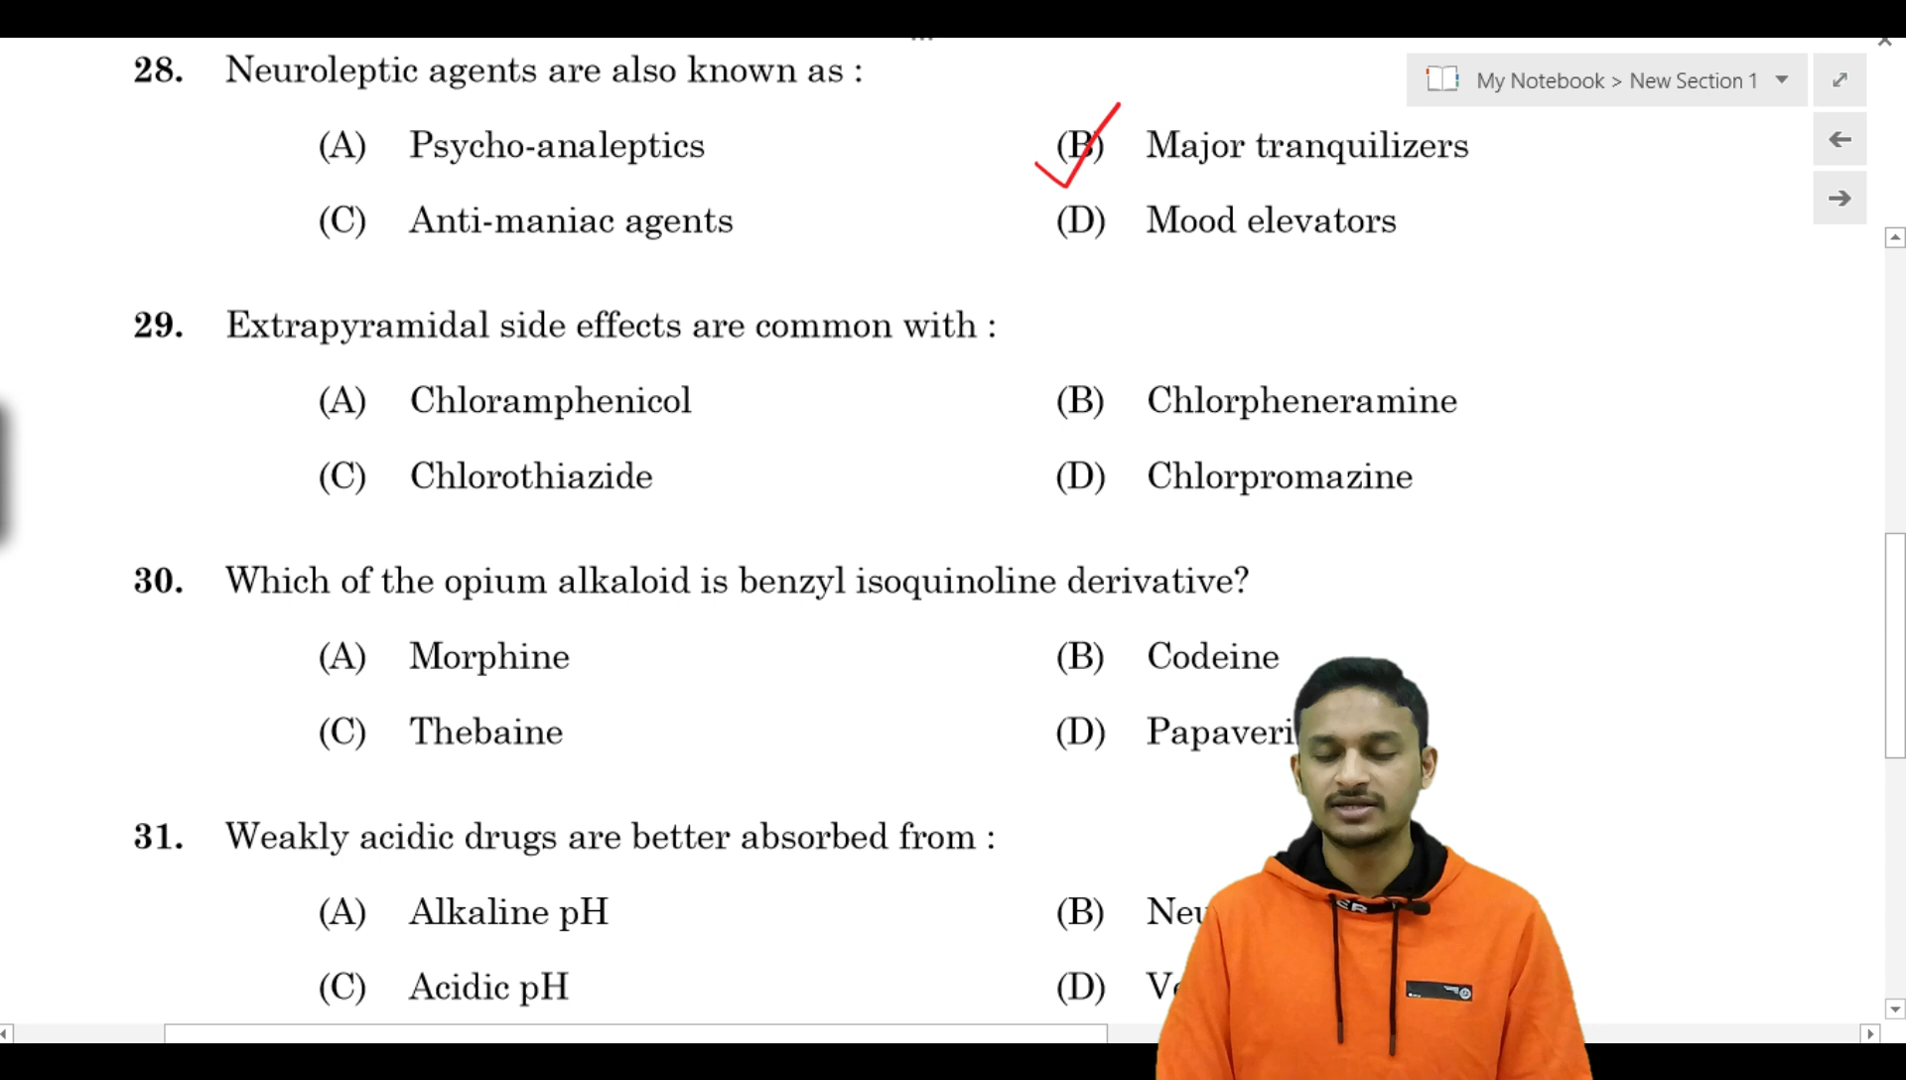 28. Neuroleptic agents are also known as :
My Notebook > New Section 1
(A) Psycho-analeptics (B) Major tranquilizers
(C) Anti-maniac agents (D) Mood elevators
29. Extrapyramidal side effects are common with :
(A) Chloramphenicol (B) Chlorpheneramine
(C) Chlorothiazide (D) Chlorpromazine
30. Which of the opium alkaloid is benzyl isoquinoline derivative?
(A) Morphine (B) Codeine
(C) Thebaine (D) Papaveri
31. Weakly acidic drugs are better absorbed from :
(A) Alkaline pH (B)
(C) Acidic pH (D)